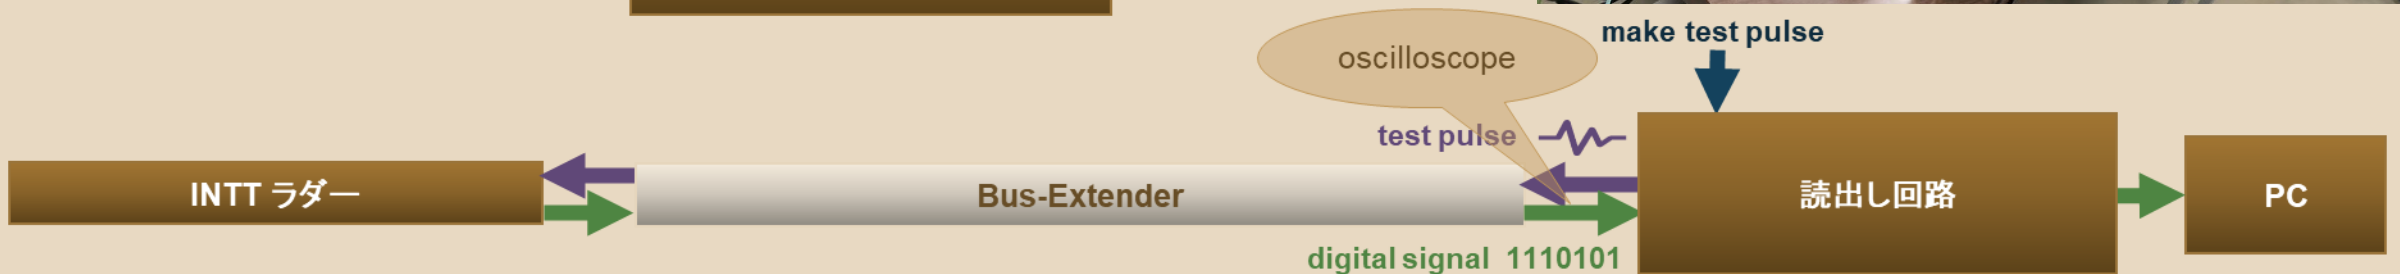 make test pulse
oscilloscope
test pulse
INTT ラダー
Bus-Extender
読出し回路
PC
digital signal 1110101